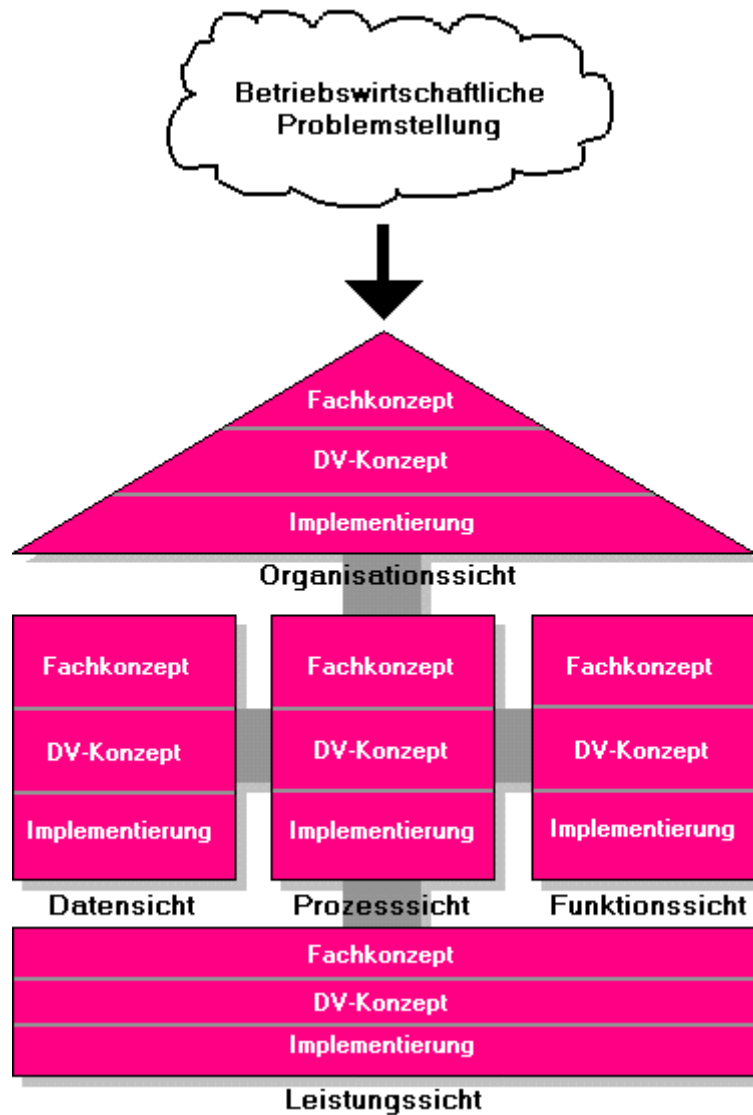 Betriebswirtschaftliche
Problemstellung
Fachkonzept
DV-Konzept
Implementierung
Organisationssicht
Fachkonzept
DV-Konzept
Implementierung
Datensicht
Fachkonzept
DV-Konzept
Implementierung
Prozesssicht
Fachkonzept
DV-Konzept
Implementierung
Funktionssicht
Fachkonzept
DV-Konzept
Implementierung
Leistungssicht